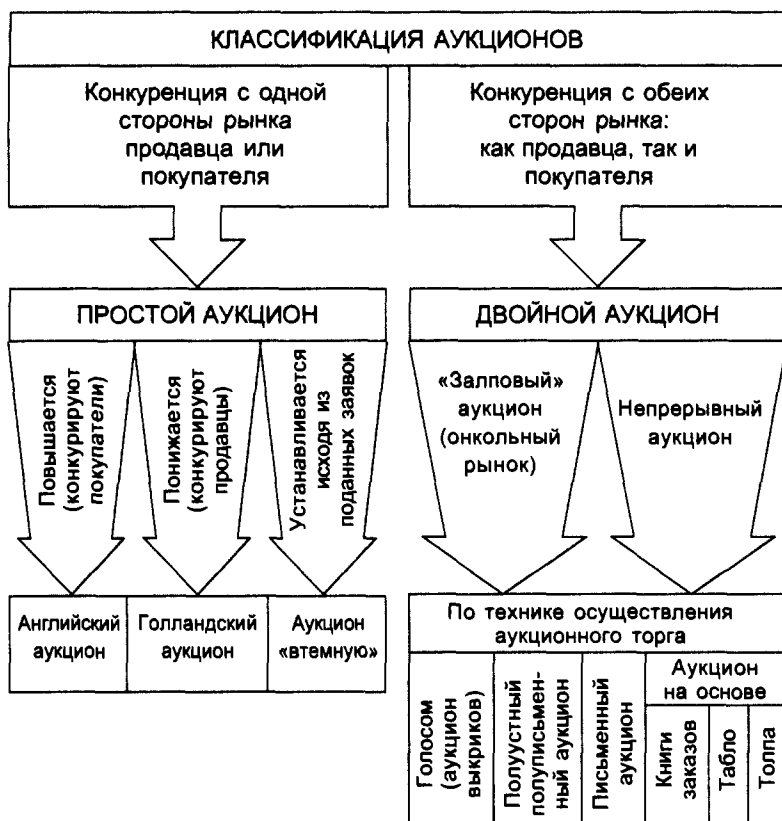 КЛАССИФИКАЦИЯ АУКЦИОНОВ
Конкуренция с одной
стороны рынка
продавца или
покупателя
Конкуренция с обеих
сторон рынка:
как продавца, так и
покупателя
ПРОСТОЙ АУКЦИОН
ДВОЙНОЙ АУКЦИОН
Повышается
(конкурируют
покупатели)
Понижается
(конкурируют
продавцы)
Устанавливается
исходя из
поданных заявок
«Залповый»
аукцион
(онкольный
рынок)
Непрерывный
аукцион
Английский
аукцион
Голландский
аукцион
Аукцион
«втемную»
По технике осуществления
аукционного торга
Голосом
(аукцион
выкриков)
Полуустный
полуписьмен-
ный аукцион
Письменный
аукцион
Аукцион
на основе
Книги
заказов
Табло
Толпа